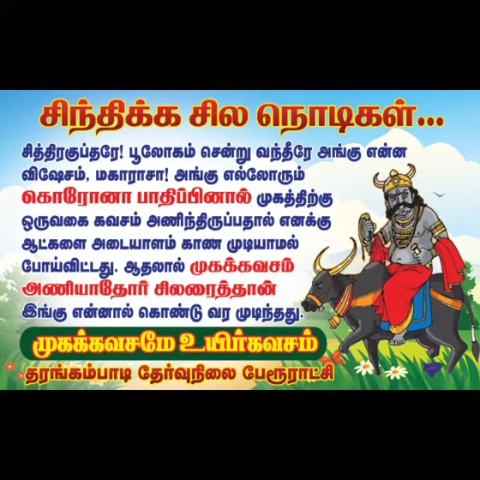 சிந்திக்க சில நொடிகள்...
சித்திரகுப்தரே! பூலோகம் சென்று வந்தீரே அங்கு என்ன
விஷேசம், மகாராசா! அங்கு எல்லோரும்
கொரோனா பாதிப்பினால் முகத்திற்கு
ஒருவகை கவசம் அணிந்திருப்பதால் எனக்கு
ஆட்களை அடையாளம் காண முடியாமல்
போய்விட்டது. ஆதலால் முகக்கவசம்
அணியாதோர் சிலரைத்தான்
இங்கு என்னால் கொண்டு வர முடிந்தது.
முகக்கவசமே உயிர்கவசம்
தரங்கம்பாடி தேர்வுநிலை பேரூராட்சி